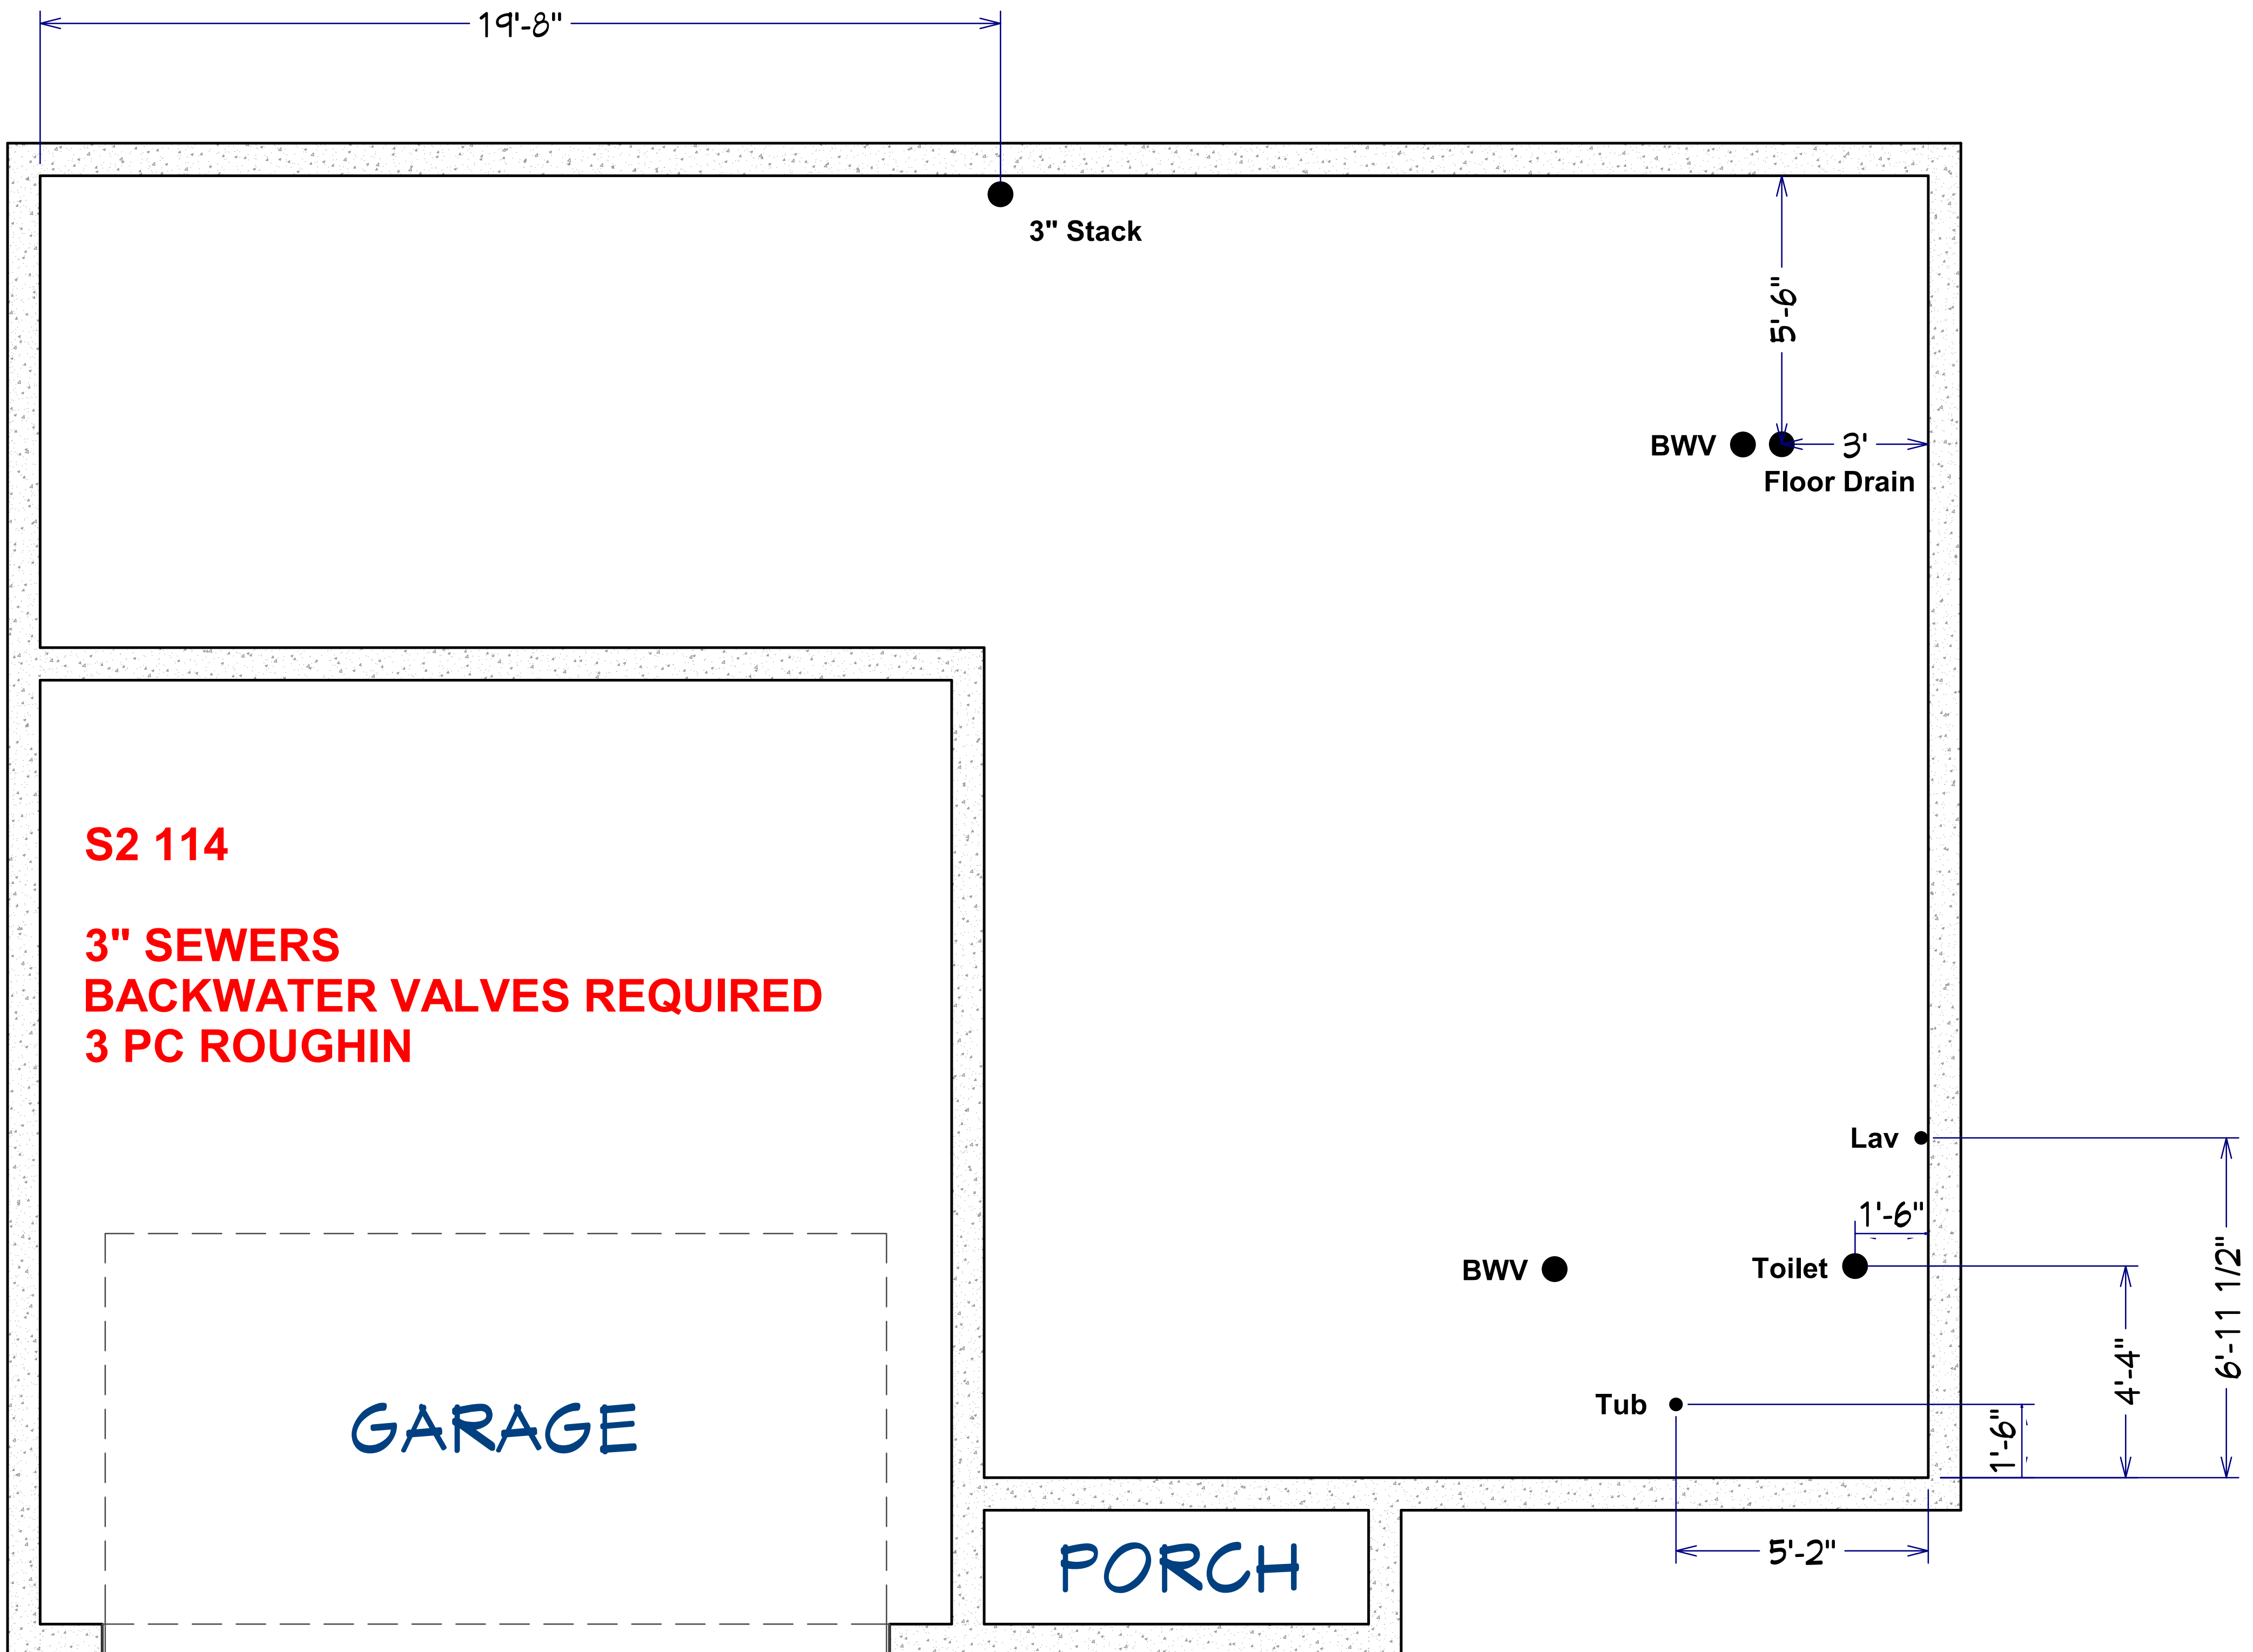 19'-8"
3" Stack
5'-6"
BWV
3'
Floor Drain
S2 114
3" SEWERS
BACKWATER VALVES REQUIRED
3 PC ROUGHIN
Lav
1'-6"
BWV
Toilet
6'-11 1/2"
4'-4"
Tub
1'-6"
GARAGE
PORCH
5'-2"